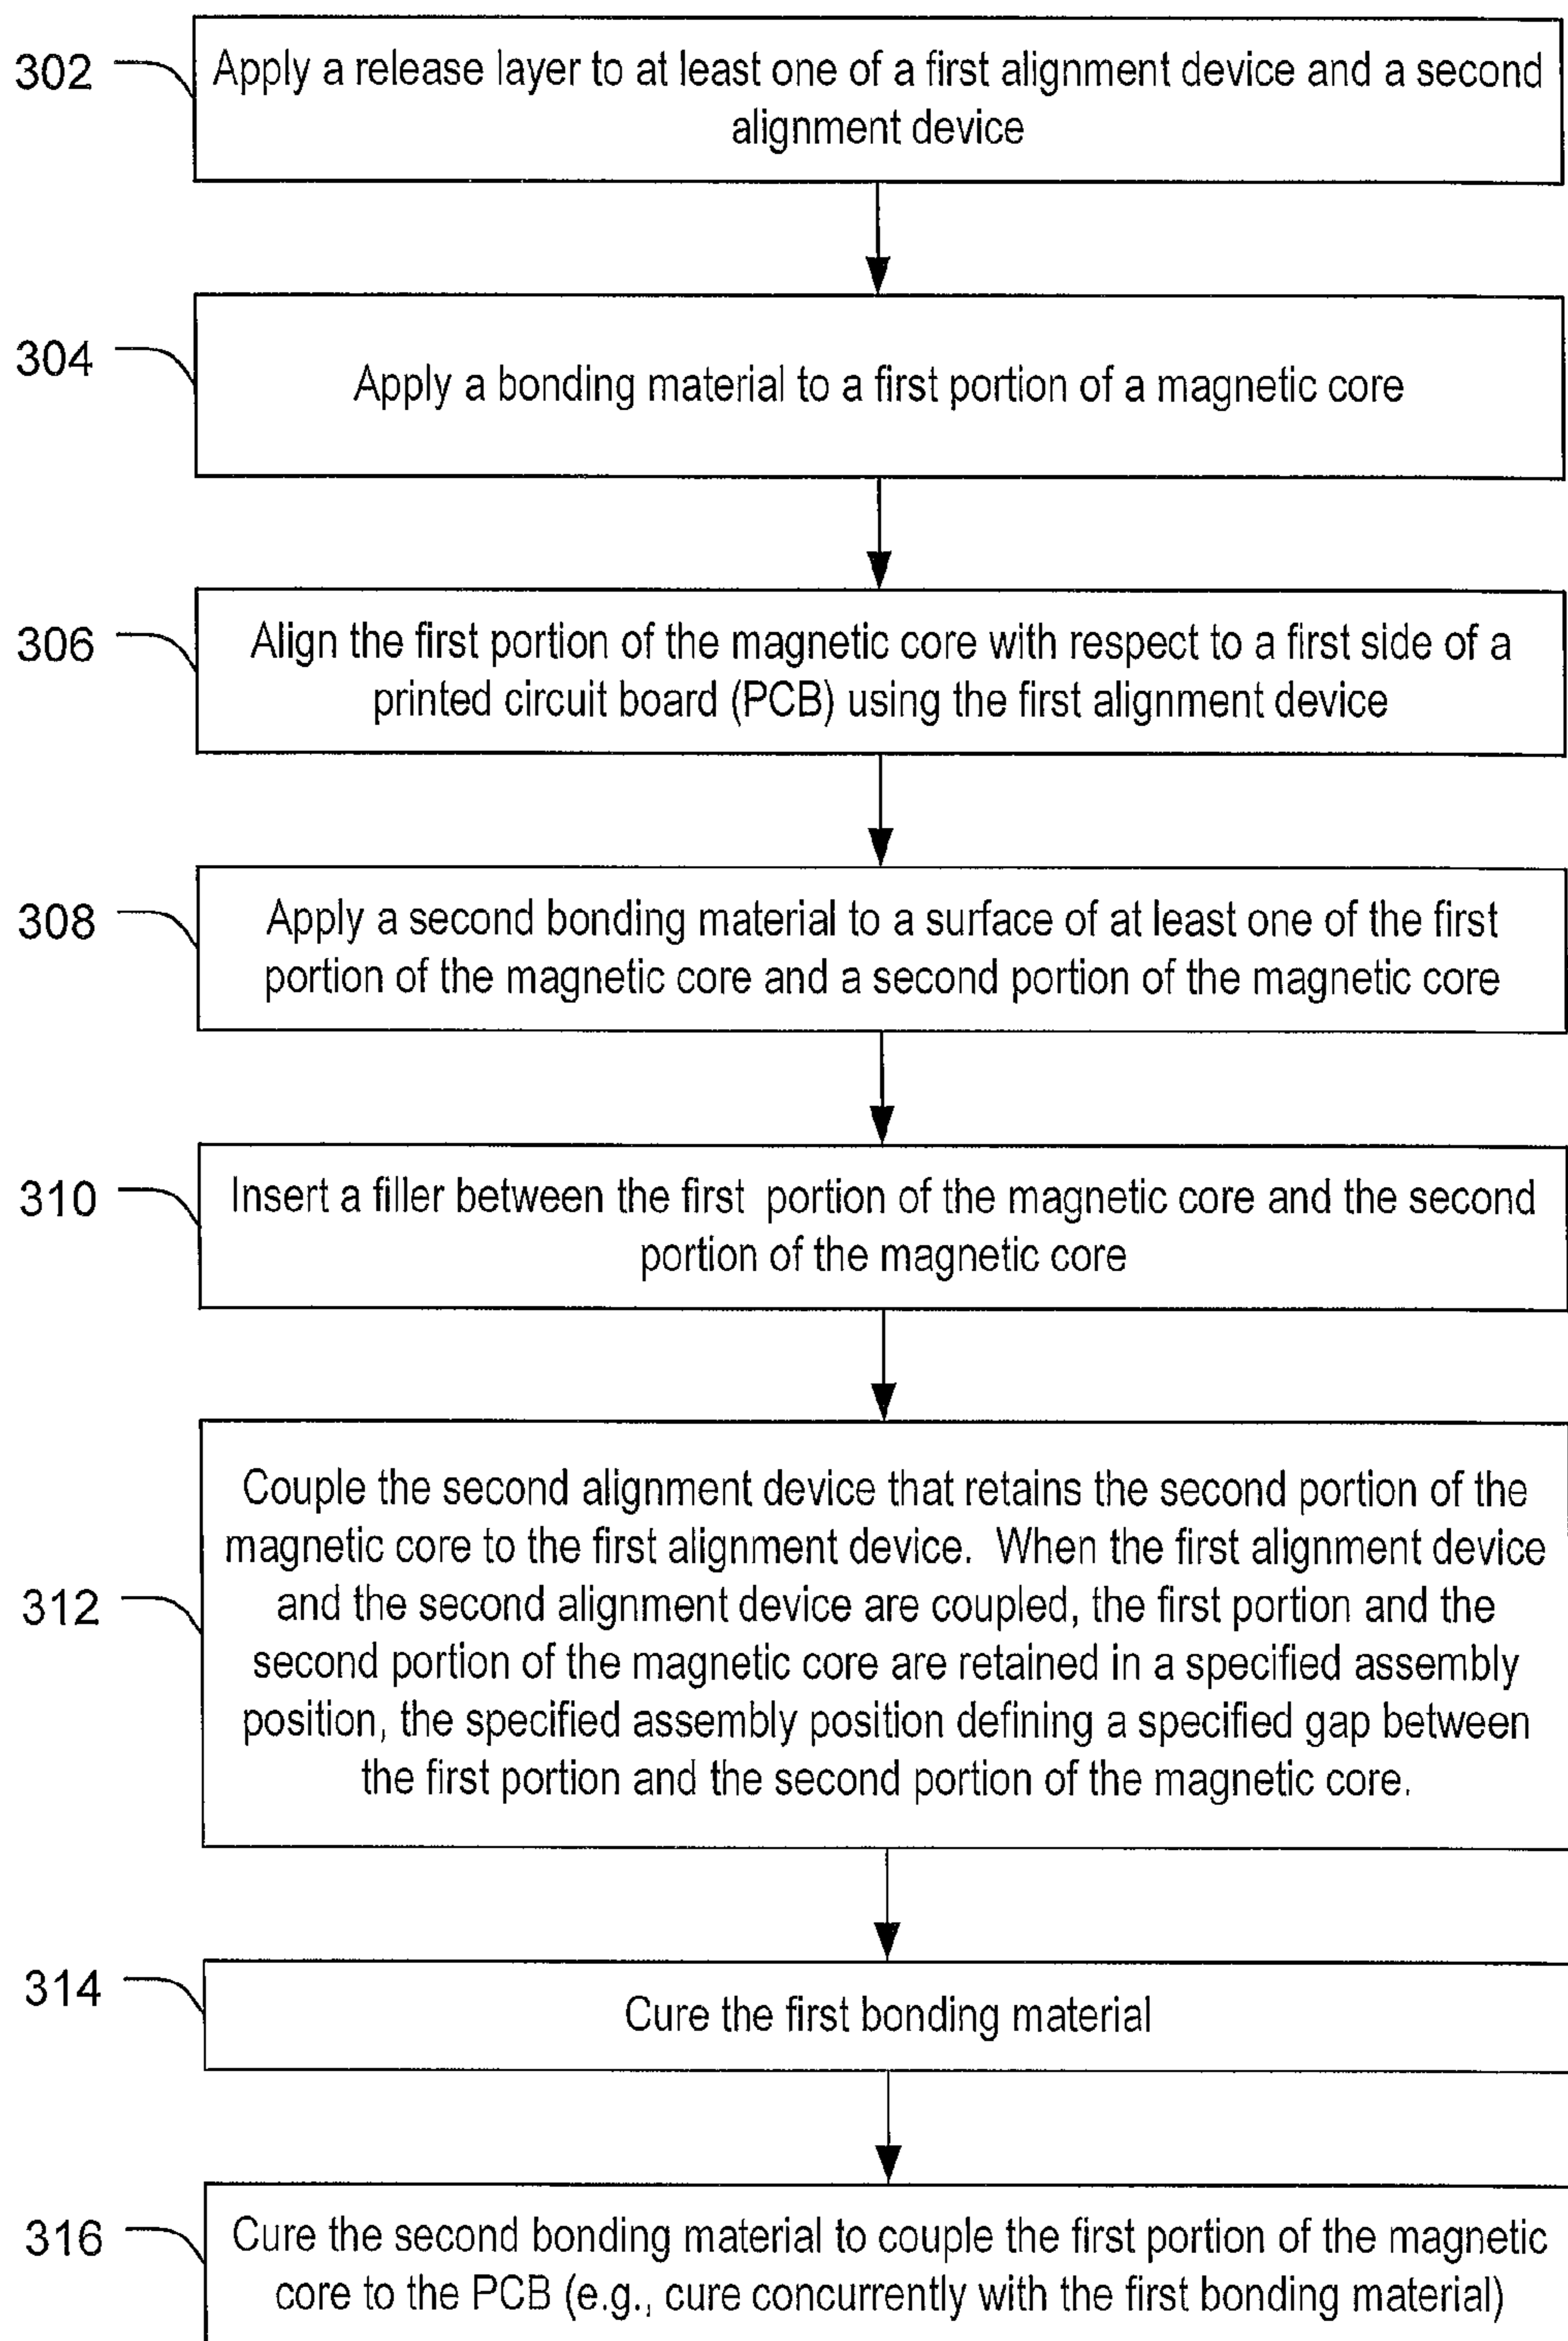 302
Apply a release layer to at least one of a first alignment device and a second
alignment device
304
Apply a bonding material to a first portion of a magnetic core
306
Align the first portion of the magnetic core with respect to a first side of a
printed circuit board (PCB) using the first alignment device
308
Apply a second bonding material to a surface of at least one of the first
portion of the magnetic core and a second portion of the magnetic core
310
Insert a filler between the first portion of the magnetic core and the second
portion of the magnetic core
312
Couple the second alignment device that retains the second portion of the
magnetic core to the first alignment device. When the first alignment device
and the second alignment device are coupled, the first portion and the
second portion of the magnetic core are retained in a specified assembly
position, the specified assembly position defining a specified gap between
the first portion and the second portion of the magnetic core.
314
Cure the first bonding material
316
Cure the second bonding material to couple the first portion of the magnetic
core to the PCB (e.g., cure concurrently with the first bonding material)